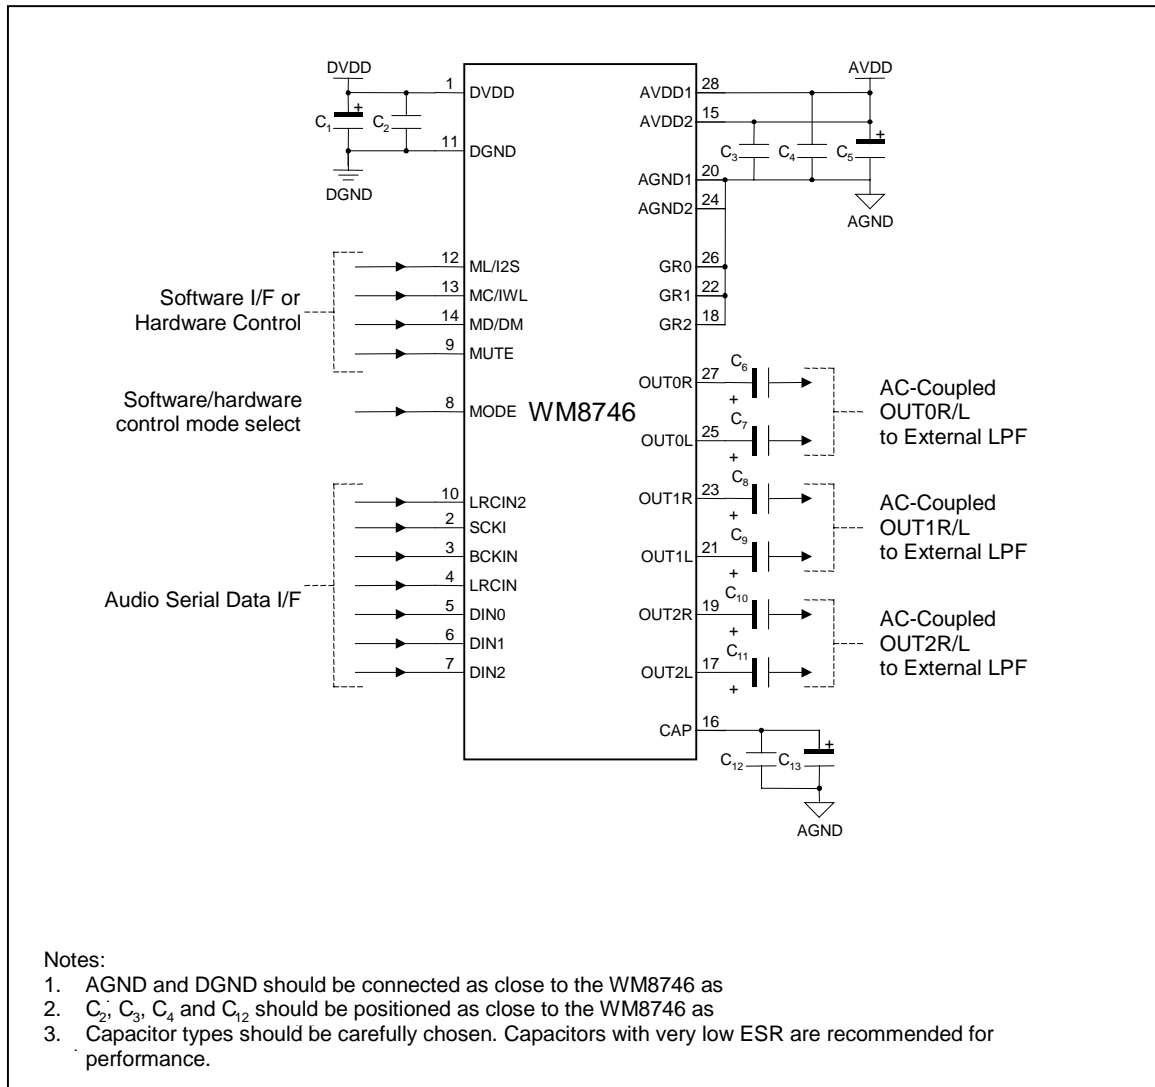 DVDD
AVDD
1 DVDD
AVDD1 28
AVDD2 15
+
C1
C2
11 DGND
DGND
C3
C4
C5
+
AGND1 20
AGND2 24
AGND
GR0 26
GR1 22
GR2 18
Software I/F or
Hardware Control
12 ML/I2S
13 MC/IWL
14 MD/DM
9 MUTE
Software/hardware
control mode select
8 MODE
WM8746
OUT0R 27
C6
+
OUT0L 25
C7
+
AC-Coupled
OUT0R/L
to External LPF
Audio Serial Data I/F
10 LRCIN2
2 SCKI
3 BCKIN
4 LRCIN
5 DIN0
6 DIN1
7 DIN2
OUT1R 23
C8
+
OUT1L 21
C9
+
AC-Coupled
OUT1R/L
to External LPF
OUT2R 19
C10
+
OUT2L 17
C11
+
AC-Coupled
OUT2R/L
to External LPF
CAP 16
C12
C13
+
AGND
Notes:
1. AGND and DGND should be connected as close to the WM8746 as
2. C2, C3, C4 and C12 should be positioned as close to the WM8746 as
3. Capacitor types should be carefully chosen. Capacitors with very low ESR are recommended for
performance.